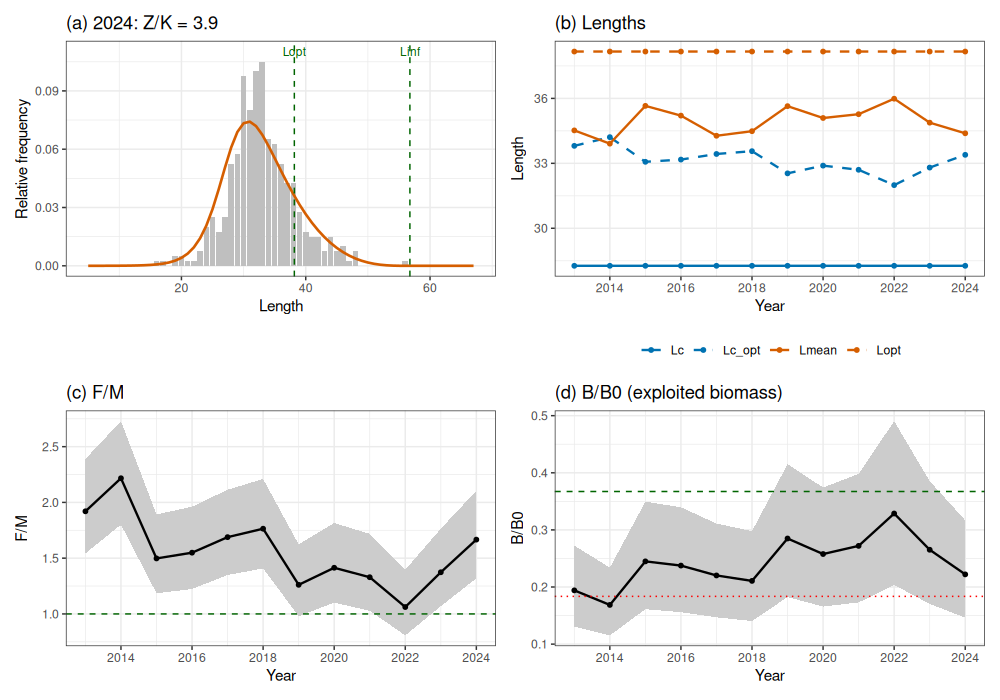 (a) 2024: Z/K = 3.9
Lopt
Linf
Relative frequency
0.09
0.06
0.03
0.00
20
40
60
Length
(b) Lengths
Length
36
33
30
2014
2016
2018
2020
2022
2024
Year
Lc
Lc_opt
Lmean
Lopt
(c) F/M
F/M
2.5
2.0
1.5
1.0
2014
2016
2018
2020
2022
2024
Year
(d) B/B0 (exploited biomass)
B/B0
0.5
0.4
0.3
0.2
0.1
2014
2016
2018
2020
2022
2024
Year